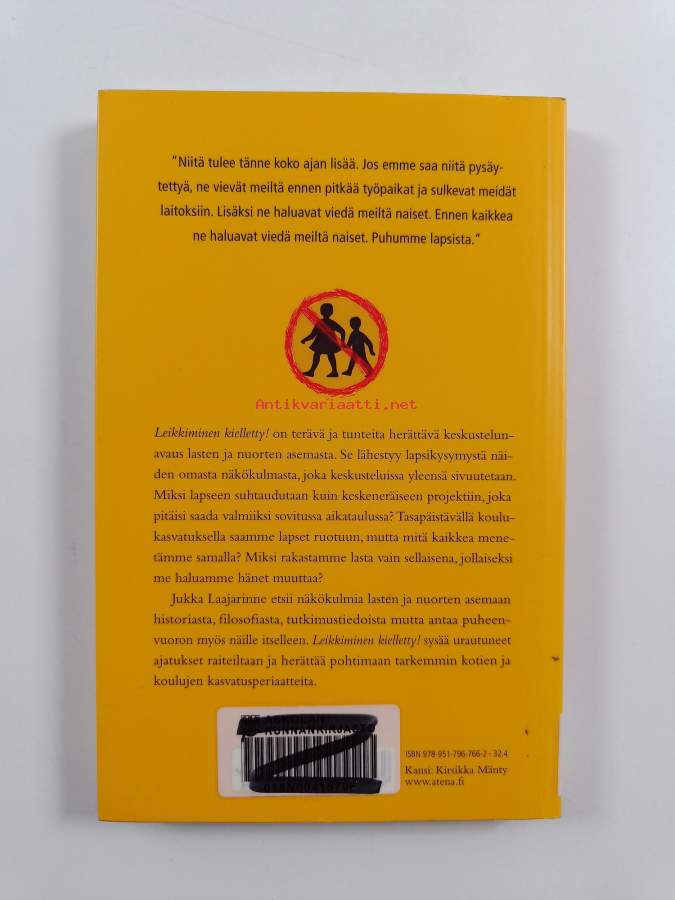 "Niitä tulee tänne koko ajan lisää. Jos emme saa niitä pysäy-
tettyä, ne vievät meiltä ennen pitkää työpaikat ja sulkevat meidät
laitoksiin. Lisäksi ne haluavat viedä meiltä naiset. Ennen kaikkea
ne haluavat viedä meiltä naiset. Puhumme lapsista."
Antikvariaatti.net
Leikkiminen kielletty! on terävä ja tunteita herättävä keskustelun-
avaus lasten ja nuorten asemasta. Se lähestyy lapsikysymystä näi-
den omasta näkökulmasta, joka keskusteluissa yleensä sivuutetaan.
Miksi lapseen suhtaudutaan kuin keskeneräiseen projektiin, joka
pitäisi saada valmiiksi sovitussa aikataulussa? Tasapäistävällä koulu-
kasvatuksella saamme lapset ruotuun, mutta mitä kaikkea mene-
tämme samalla? Miksi rakastamme lasta vain sellaisena, jollaiseksi
me haluamme hänet muuttaa?
Jukka Laajarinne etsii näkökulmia lasten ja nuorten asemaan
historiasta, filosofiasta, tutkimustiedoista mutta antaa puheen-
vuoron myös näille itselleen. Leikkiminen kielletty! sysää urautuneet
ajatukset raiteiltaan ja herättää pohtimaan tarkemmin kotien ja
koulujen kasvatusperiaatteita.
KUNNANKIRJASTO
ISBN 978-951-796-766-2 · 32.4
Kansi: Kirsikka Mänty
www.atena.fi